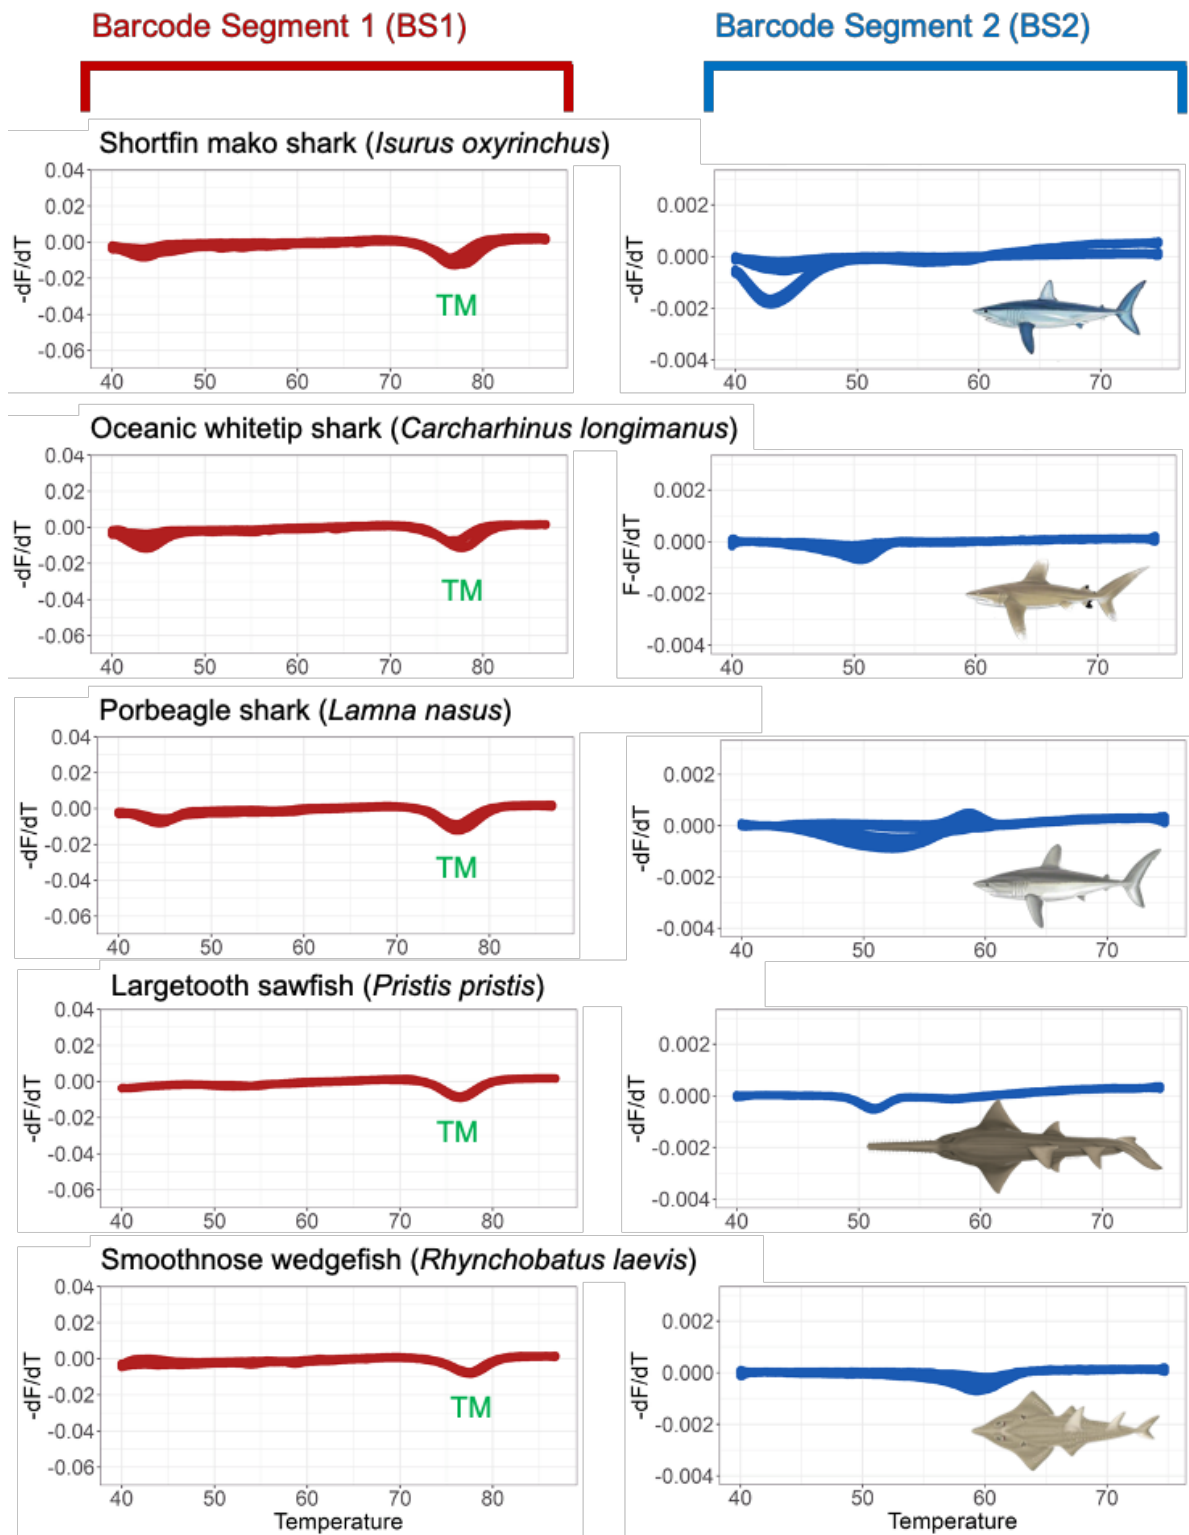 Barcode Segment 1 (BS1)
Barcode Segment 2 (BS2)
Shortfin mako shark (Isurus oxyrinchus)
0.04
0.02
0.00
-0.02
-0.04
-0.06
-dF/dT
TM
40 50 60 70 80
0.002
0.000
-0.002
-0.004
-dF/dT
40 50 60 70
Oceanic whitetip shark (Carcharhinus longimanus)
0.04
0.02
0.00
-0.02
-0.04
-0.06
-dF/dT
TM
40 50 60 70 80
0.002
0.000
-0.002
-0.004
F-dF/dT
40 50 60 70
Porbeagle shark (Lamna nasus)
0.04
0.02
0.00
-0.02
-0.04
-0.06
-dF/dT
TM
40 50 60 70 80
0.002
0.000
-0.002
-0.004
-dF/dT
40 50 60 70
Largetooth sawfish (Pristis pristis)
0.04
0.02
0.00
-0.02
-0.04
-0.06
-dF/dT
TM
40 50 60 70 80
0.002
0.000
-0.002
-0.004
-dF/dT
40 50 60 70
Smoothnose wedgefish (Rhynchobatus laevis)
0.04
0.02
0.00
-0.02
-0.04
-0.06
-dF/dT
TM
40 50 60 70 80
Temperature
0.002
0.000
-0.002
-0.004
-dF/dT
40 50 60 70
Temperature